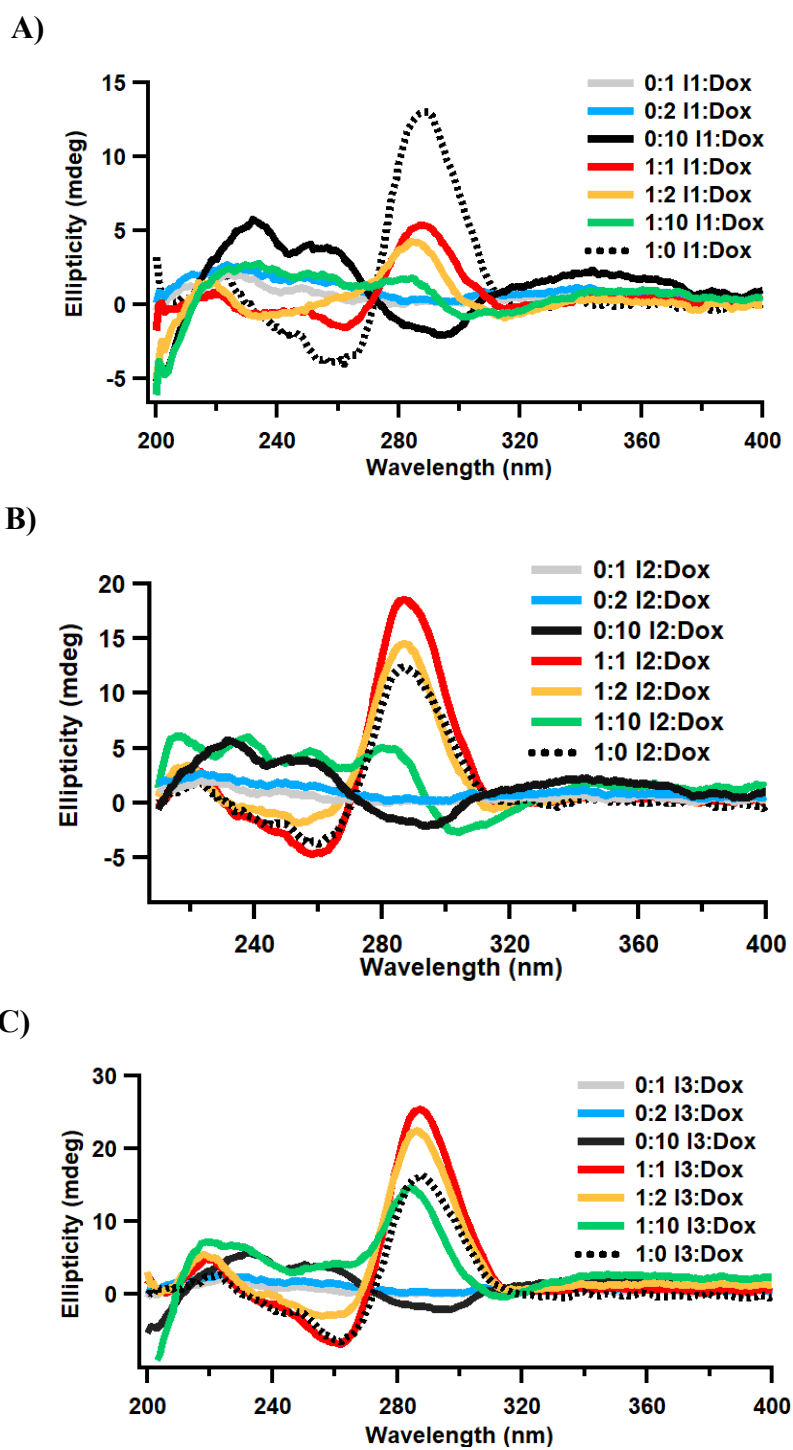 A)
15
10
5
0
-5
Ellipticity (mdeg)
0:1 I1:Dox
0:2 I1:Dox
0:10 I1:Dox
1:1 I1:Dox
1:2 I1:Dox
1:10 I1:Dox
1:0 I1:Dox
200 240 280 320 360 400
Wavelength (nm)
B)
20
15
10
5
0
-5
Ellipticity (mdeg)
0:1 I2:Dox
0:2 I2:Dox
0:10 I2:Dox
1:1 I2:Dox
1:2 I2:Dox
1:10 I2:Dox
1:0 I2:Dox
240 280 320 360 400
Wavelength (nm)
C)
30
20
10
0
Ellipticity (mdeg)
0:1 I3:Dox
0:2 I3:Dox
0:10 I3:Dox
1:1 I3:Dox
1:2 I3:Dox
1:10 I3:Dox
1:0 I3:Dox
200 240 280 320 360 400
Wavelength (nm)